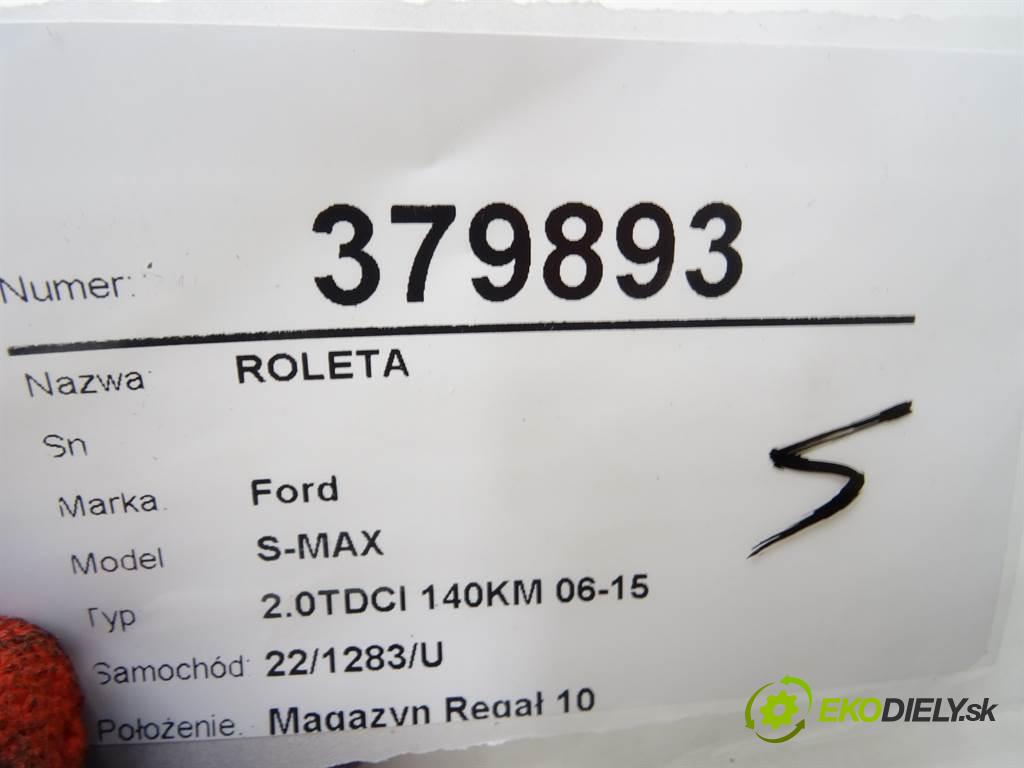 Numer: 379893
Nazwa: ROLETA
Sn
Marka. Ford
Model S-MAX
Typ 2.0TDCI 140KM 06-15
Samochód: 22/1283/U
Położenie. Magazyn Regał 10
S
EKODIELY.sk